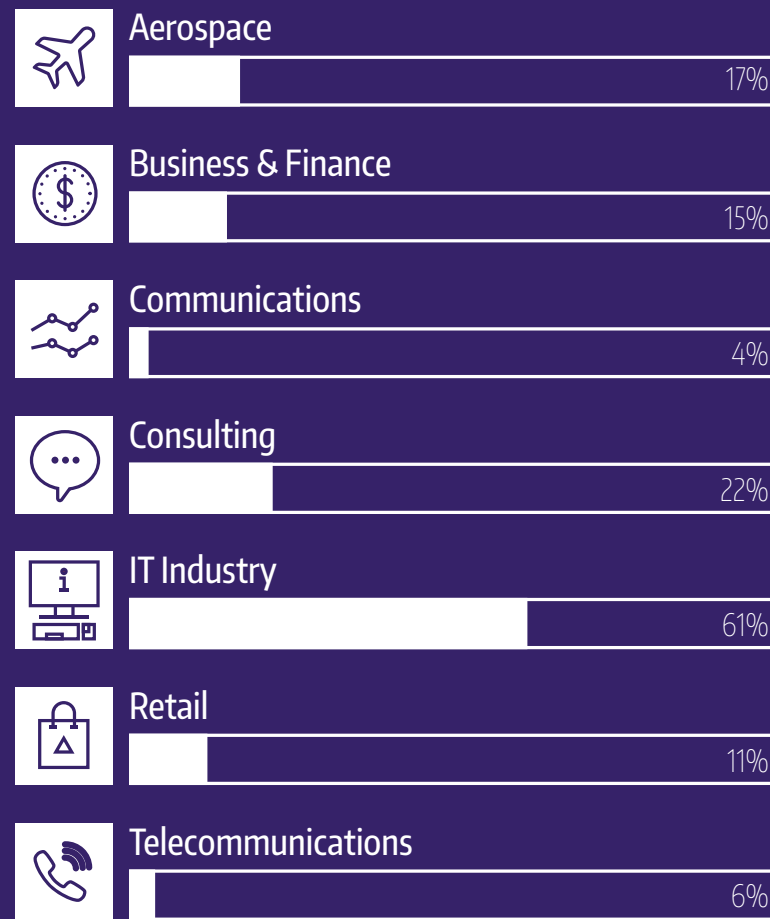 Aerospace
17%
Business & Finance
15%
Communications
4%
Consulting
22%
i
IT Industry
61%
Retail
11%
Telecommunications
6%